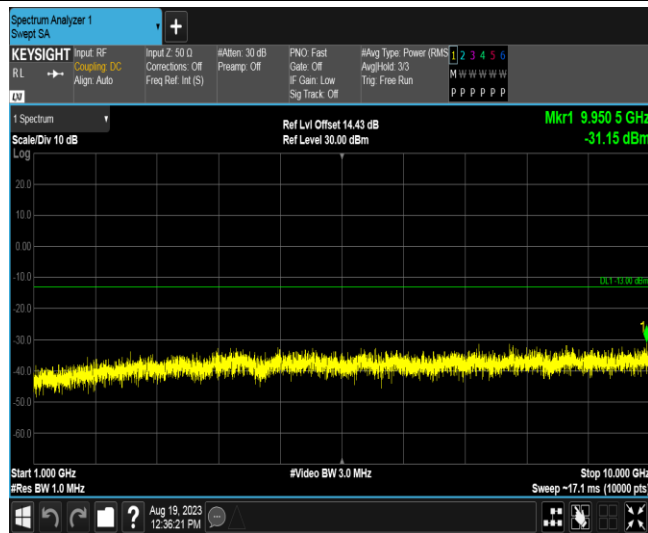 Spectrum Analyzer 1
Swept SA
+
KEYSIGHT
RL
LXI
Input: RF
Coupling: DC
Align: Auto
Input Z: 50 Ω
Corrections: Off
Freq Ref: Int (S)
#Atten: 30 dB
Preamp: Off
PNO: Fast
Gate: Off
IF Gain: Low
Sig Track: Off
#Avg Type: Power (RMS
Avg|Hold: 3/3
Trig: Free Run
1 2 3 4 5 6
M W W W W W
P P P P P P
1 Spectrum
Scale/Div 10 dB
Log
Ref Lvl Offset 14.43 dB
Ref Level 30.00 dBm
Mkr1 9.950 5 GHz
-31.15 dBm
20.0
10.0
0.00
-10.0
DL1 -13.00 dBm
-20.0
1
-30.0
-40.0
-50.0
-60.0
Start 1.000 GHz
#Res BW 1.0 MHz
#Video BW 3.0 MHz
Stop 10.000 GHz
Sweep ~17.1 ms (10000 pts)
?
Aug 19, 2023
12:36:21 PM